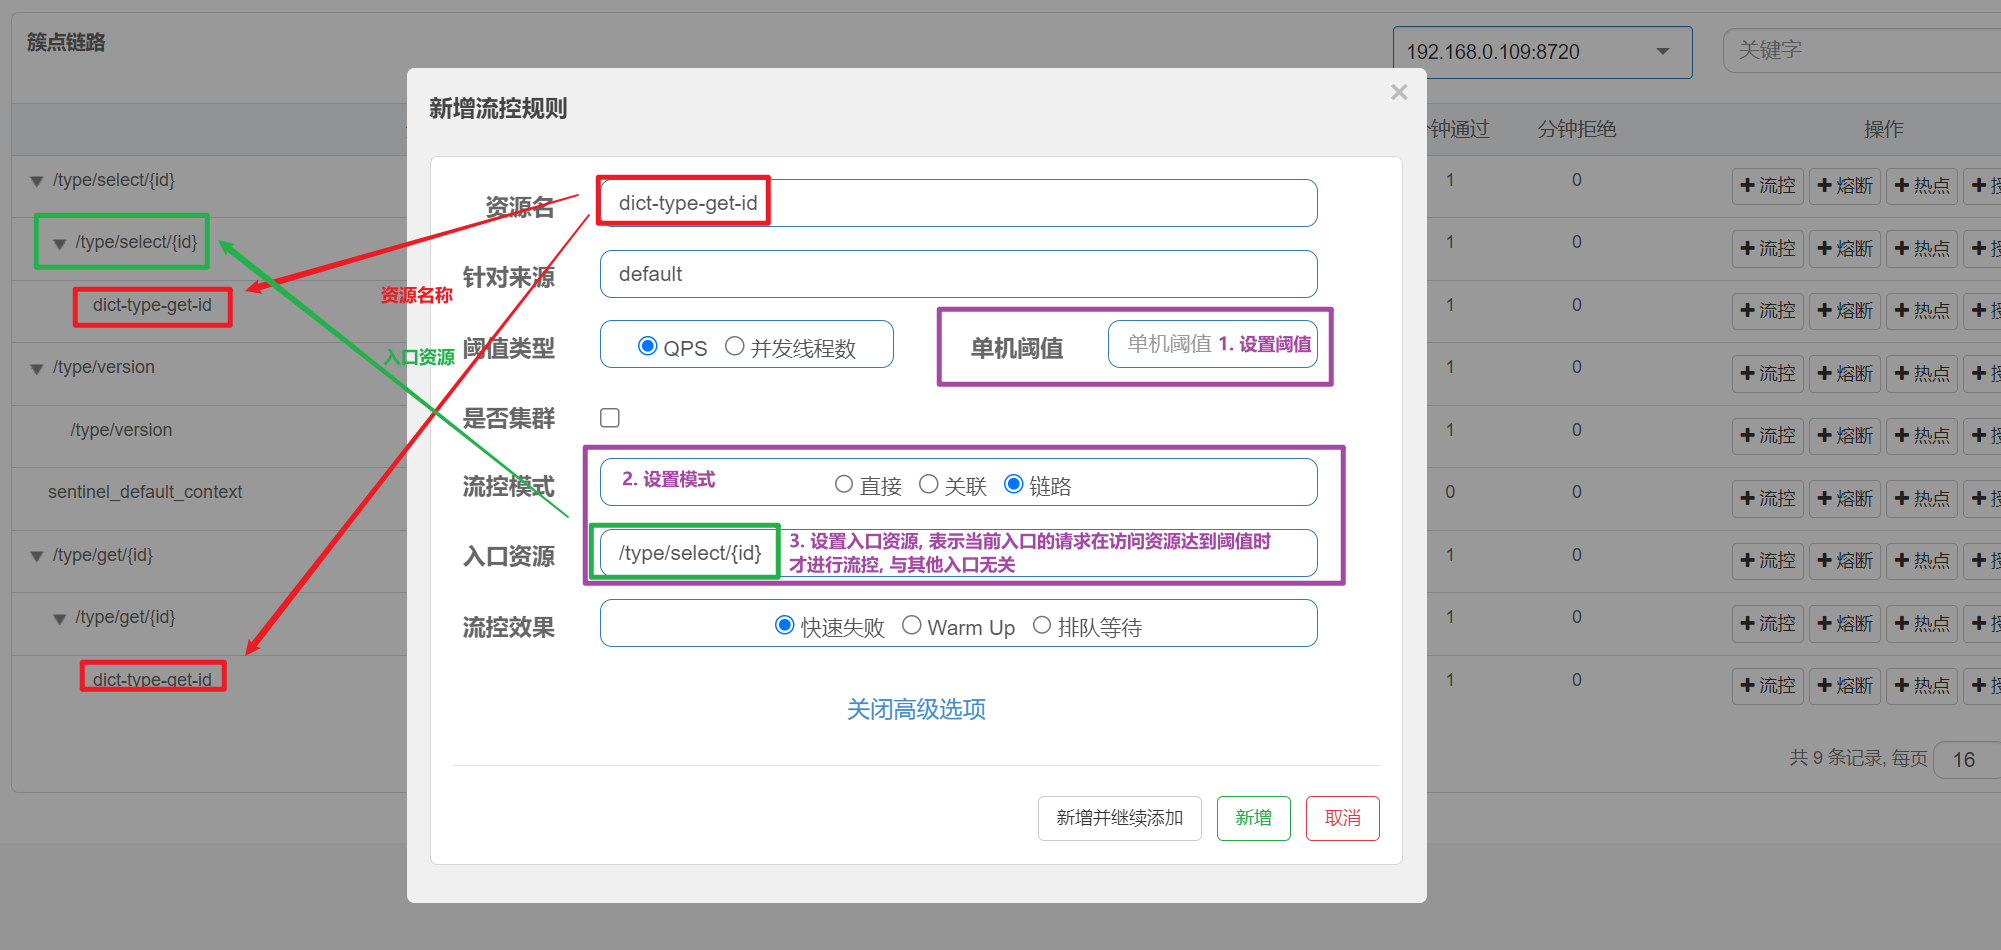 簇点链路
192.168.0.109:8720
关键字
新增流控规则
×
钟通过
分钟拒绝
操作
/type/select/{id}
1
0
流控
熔断
热点
/type/select/{id}
1
0
流控
熔断
热点
dict-type-get-id
1
0
流控
熔断
热点
/type/version
1
0
流控
熔断
热点
/type/version
1
0
流控
熔断
热点
sentinel_default_context
0
0
流控
熔断
热点
/type/get/{id}
1
0
流控
熔断
热点
/type/get/{id}
1
0
流控
熔断
热点
dict-type-get-id
1
0
流控
熔断
热点
共 9 条记录, 每页
16
资源名称
入口资源
资源名
dict-type-get-id
针对来源
default
阈值类型
QPS
并发线程数
单机阈值
单机阈值
1. 设置阈值
是否集群
流控模式
2. 设置模式
直接
关联
链路
入口资源
/type/select/{id}
3. 设置入口资源, 表示当前入口的请求在访问资源达到阈值时
才进行流控, 与其他入口无关
流控效果
快速失败
Warm Up
排队等待
关闭高级选项
新增并继续添加
新增
取消